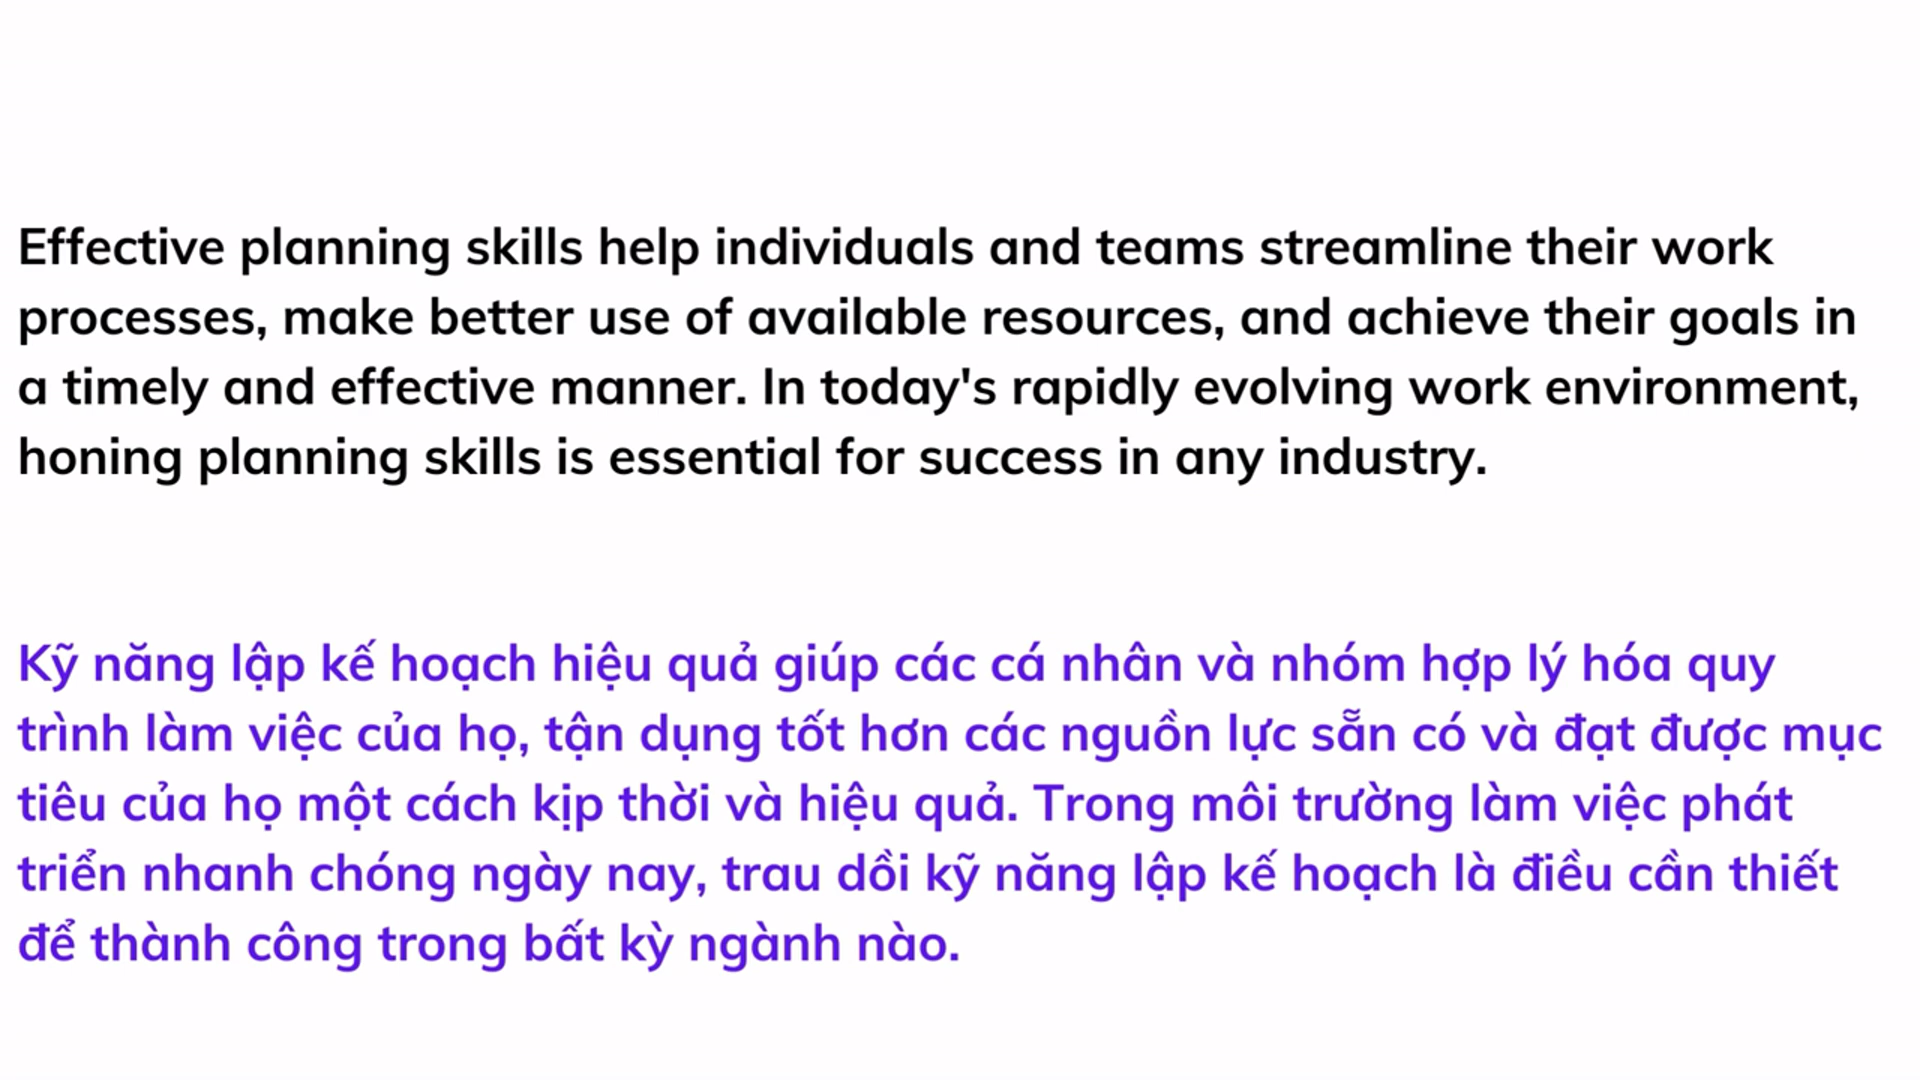 Effective planning skills help individuals and teams streamline their work
processes, make better use of available resources, and achieve their goals in
a timely and effective manner. In today's rapidly evolving work environment,
honing planning skills is essential for success in any industry.
Kỹ năng lập kế hoạch hiệu quả giúp các cá nhân và nhóm hợp lý hóa quy
trình làm việc của họ, tận dụng tốt hơn các nguồn lực sẵn có và đạt được mục
tiêu của họ một cách kịp thời và hiệu quả. Trong môi trường làm việc phát
triển nhanh chóng ngày nay, trau dồi kỹ năng lập kế hoạch là điều cần thiết
để thành công trong bất kỳ ngành nào.